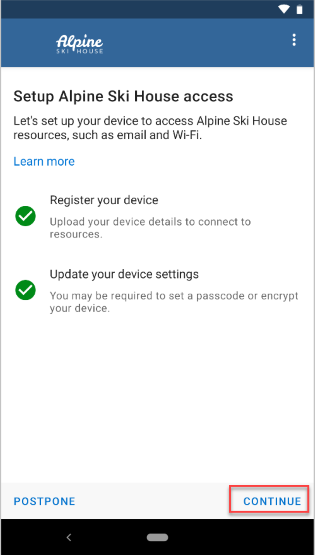 Alpine
SKI HOUSE
Setup Alpine Ski House access
Let's set up your device to access Alpine Ski House
resources, such as email and Wi-Fi.
Learn more
Register your device
Upload your device details to connect to
resources.
Update your device settings
You may be required to set a passcode or encrypt
your device.
POSTPONE
CONTINUE